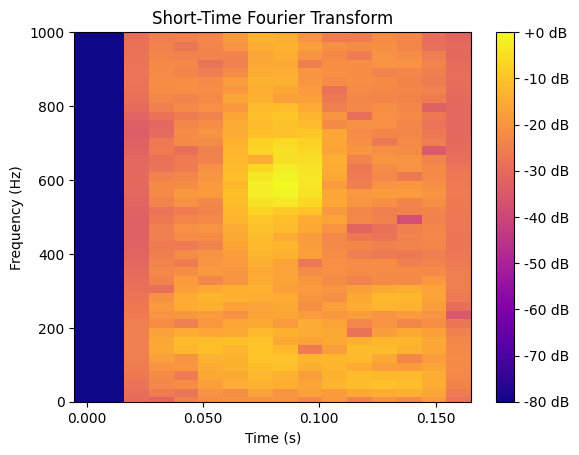 Short-Time Fourier Transform
Frequency (Hz)
1000
800
600
400
200
0
0.000
0.050
0.100
0.150
Time (s)
+0 dB
-10 dB
-20 dB
-30 dB
-40 dB
-50 dB
-60 dB
-70 dB
-80 dB